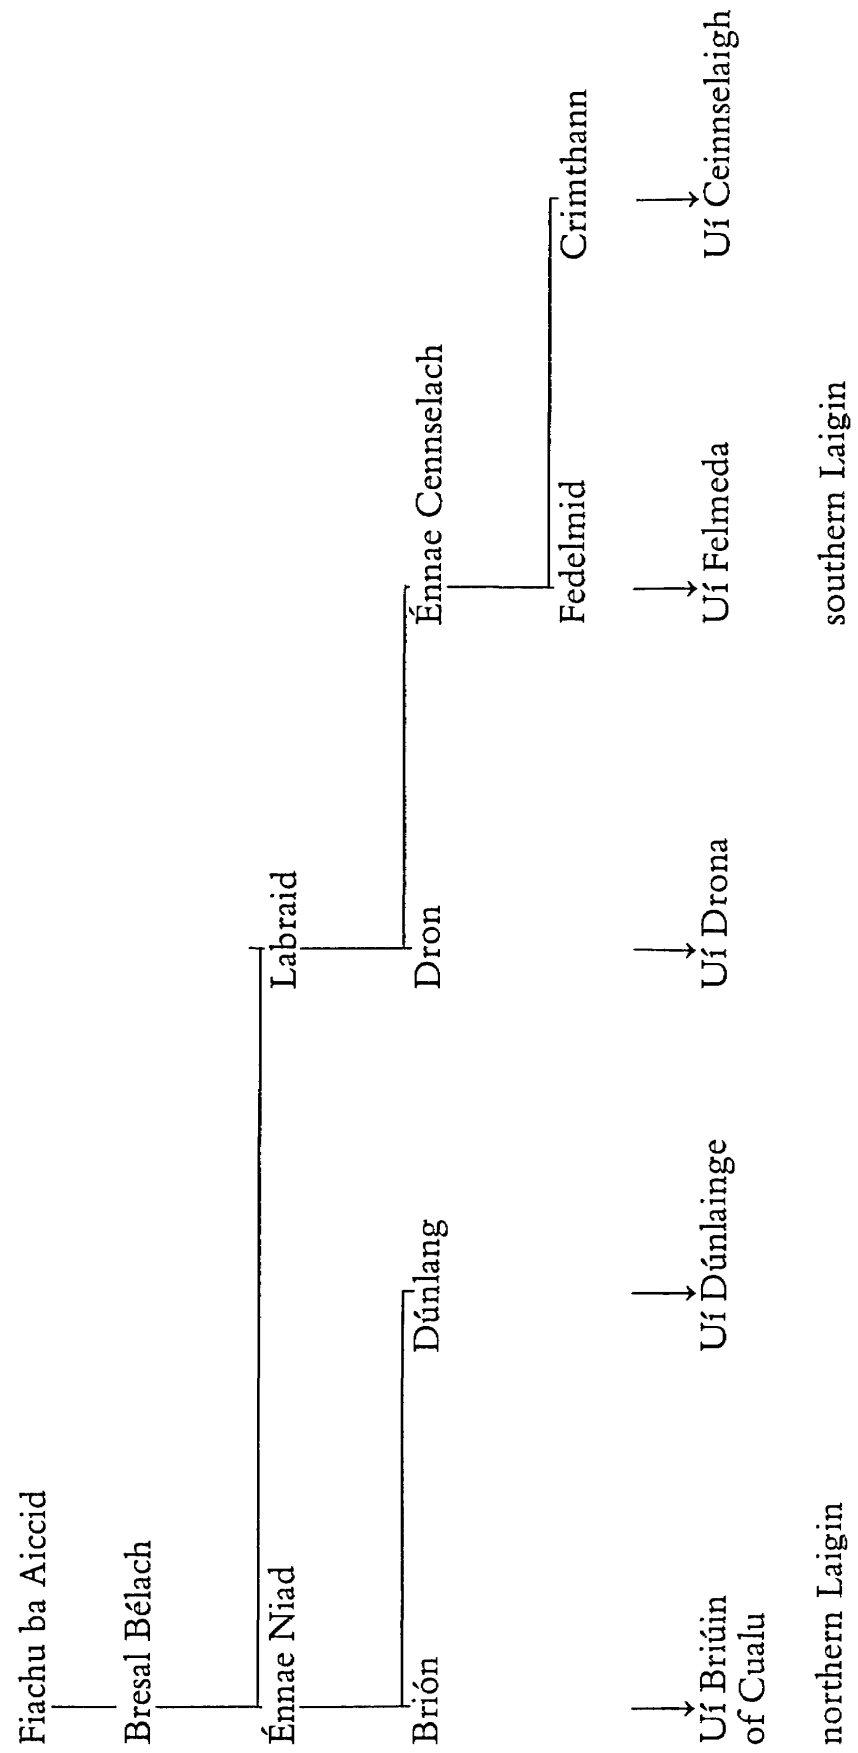 Fiachu ba Aiccid
Bresal Bélach
Énnae Niad
Labraid
Brión
Dúnlang
Dron
Énnae Cennselach
Fedelmid
Crimthann
Uí Briúin
of Cualu
Uí Dúnlainge
Uí Drona
Uí Felmeda
Uí Ceinnselaigh
northern Laigin
southern Laigin